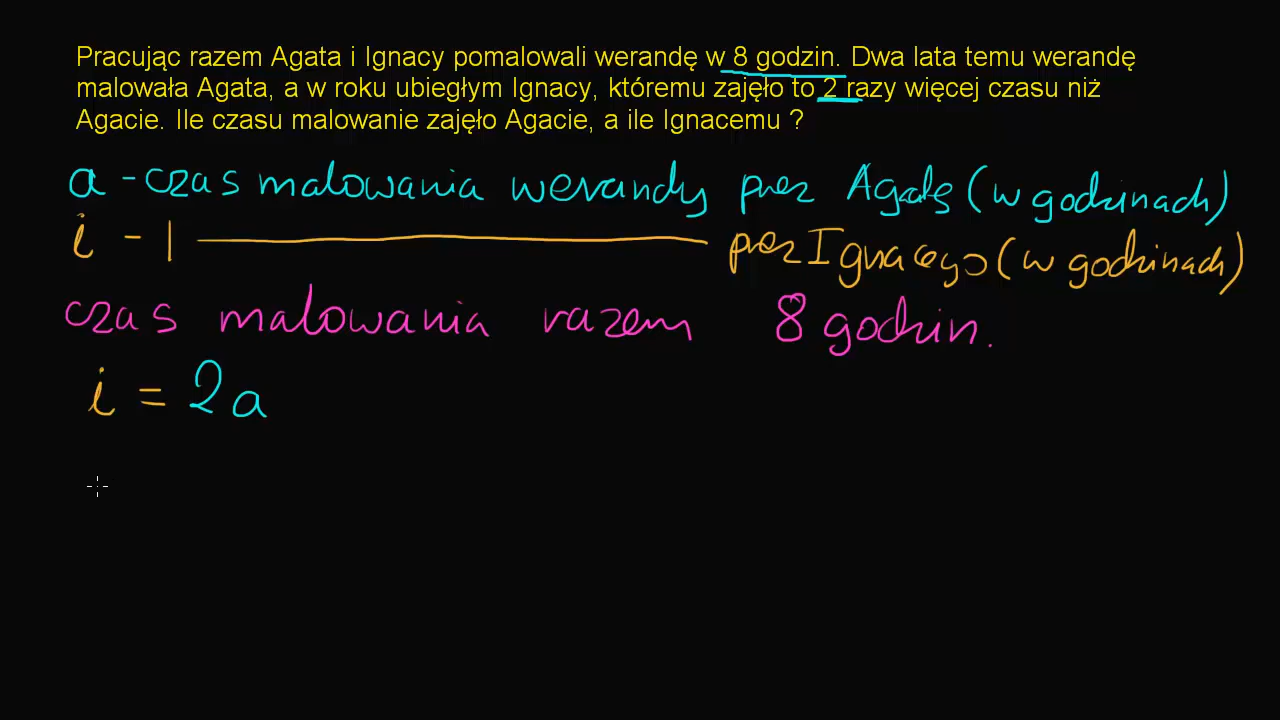 Pracując razem Agata i Ignacy pomalowali werandę w 8 godzin. Dwa lata temu werandę
malowała Agata, a w roku ubiegłym Ignacy, któremu zajęło to 2 razy więcej czasu niż
Agacie. Ile czasu malowanie zajęło Agacie, a ile Ignacemu ?
a - czas malowania werandy przez Agatę (w godzinach)
i - | — przez Ignacego (w godzinach)
czas malowania razem 8 godzin.
i = 2a